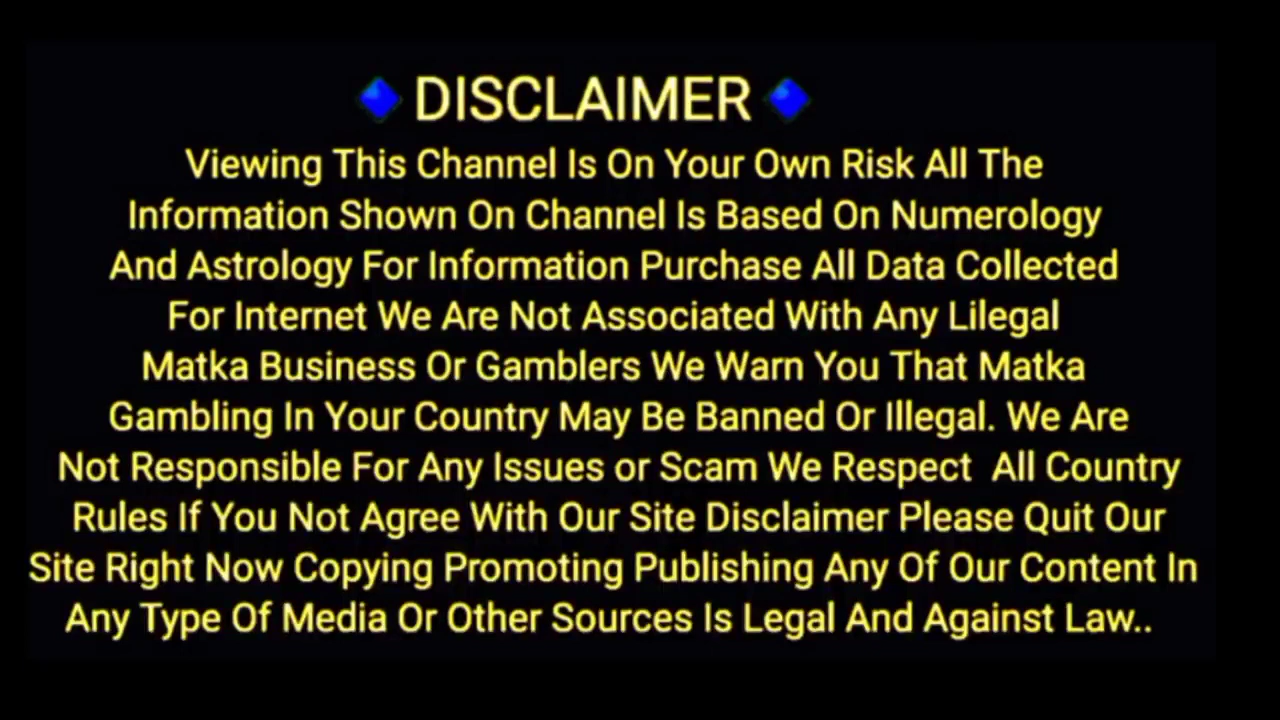 🔹DISCLAIMER🔹
Viewing This Channel Is On Your Own Risk All The
Information Shown On Channel Is Based On Numerology
And Astrology For Information Purchase All Data Collected
For Internet We Are Not Associated With Any Lilegal
Matka Business Or Gamblers We Warn You That Matka
Gambling In Your Country May Be Banned Or Illegal. We Are
Not Responsible For Any Issues or Scam We Respect  All Country
Rules If You Not Agree With Our Site Disclaimer Please Quit Our
Site Right Now Copying Promoting Publishing Any Of Our Content In
Any Type Of Media Or Other Sources Is Legal And Against Law..